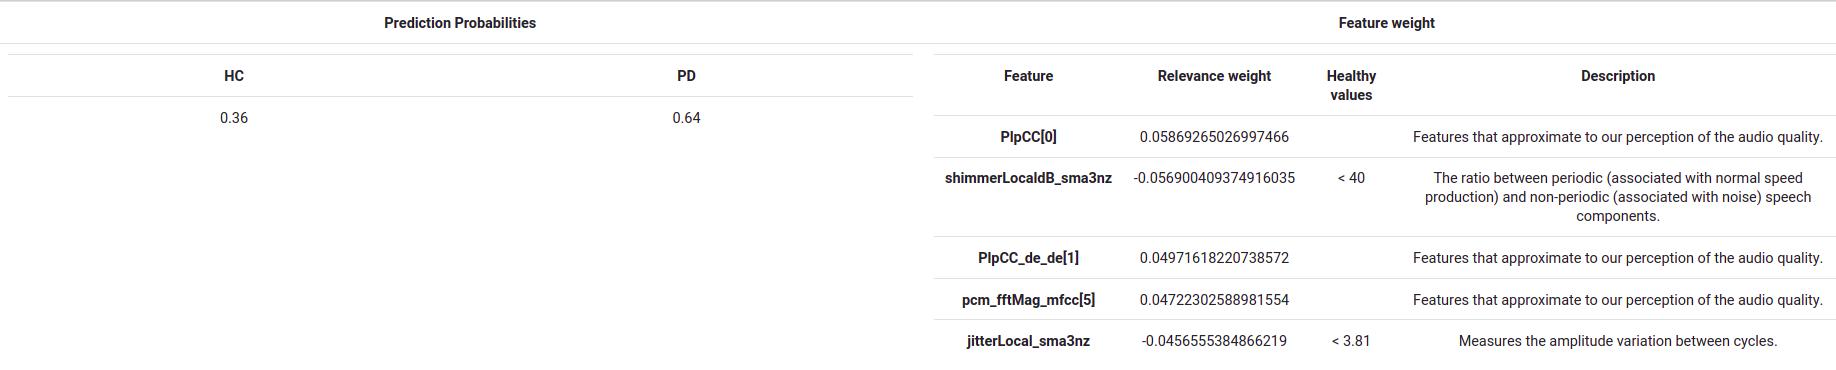 Prediction Probabilities
HC PD
0.36 0.64
Feature weight
Feature Relevance weight Healthy
values Description
PlpCC[0] 0.05869265026997466 Features that approximate to our perception of the audio quality.
shimmerLocaldB_sma3nz -0.056900409374916035 < 40 The ratio between periodic (associated with normal speed
production) and non-periodic (associated with noise) speech
components.
PlpCC_de_de[1] 0.04971618220738572 Features that approximate to our perception of the audio quality.
pcm_fftMag_mfcc[5] 0.04722302588981554 Features that approximate to our perception of the audio quality.
jitterLocal_sma3nz -0.0456555384866219 < 3.81 Measures the amplitude variation between cycles.